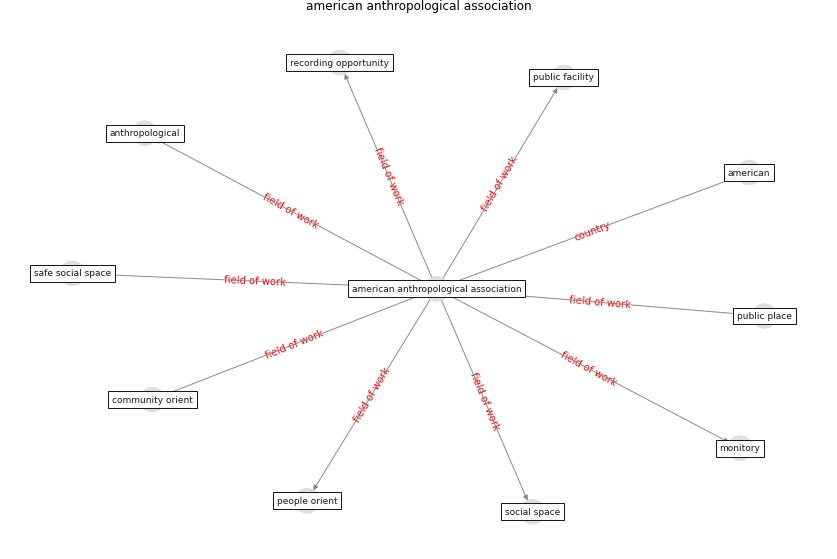 american anthropological association
recording opportunity
public facility
anthropological
field of work
field of work
american
field of work
country
safe social space
field of work
american anthropological association
field of work
public place
field of work
field of work
community orient
field of work
field of work
monitory
people orient
social space